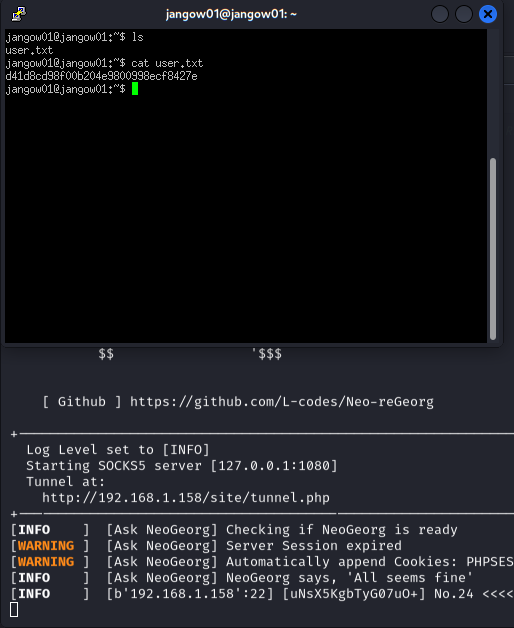 jangow01@jangow01: ~
jangow01@jangow01:~$ ls
user.txt
jangow01@jangow01:~$ cat user.txt
d41d8cd98f00b204e9800998ecf8427e
jangow01@jangow01:~$
$$ '$$$
[ Github ] https://github.com/L-codes/Neo-reGeorg
Log Level set to [INFO]
Starting SOCKS5 server [127.0.0.1:1080]
Tunnel at:
http://192.168.1.158/site/tunnel.php
[INFO ] [Ask NeoGeorg] Checking if NeoGeorg is ready
[WARNING ] [Ask NeoGeorg] Server Session expired
[WARNING ] [Ask NeoGeorg] Automatically append Cookies: PHPSES
[INFO ] [Ask NeoGeorg] NeoGeorg says, 'All seems fine'
[INFO ] [b'192.168.1.158':22] [uNsX5KgbTyG07uO+] No.24 <<<<